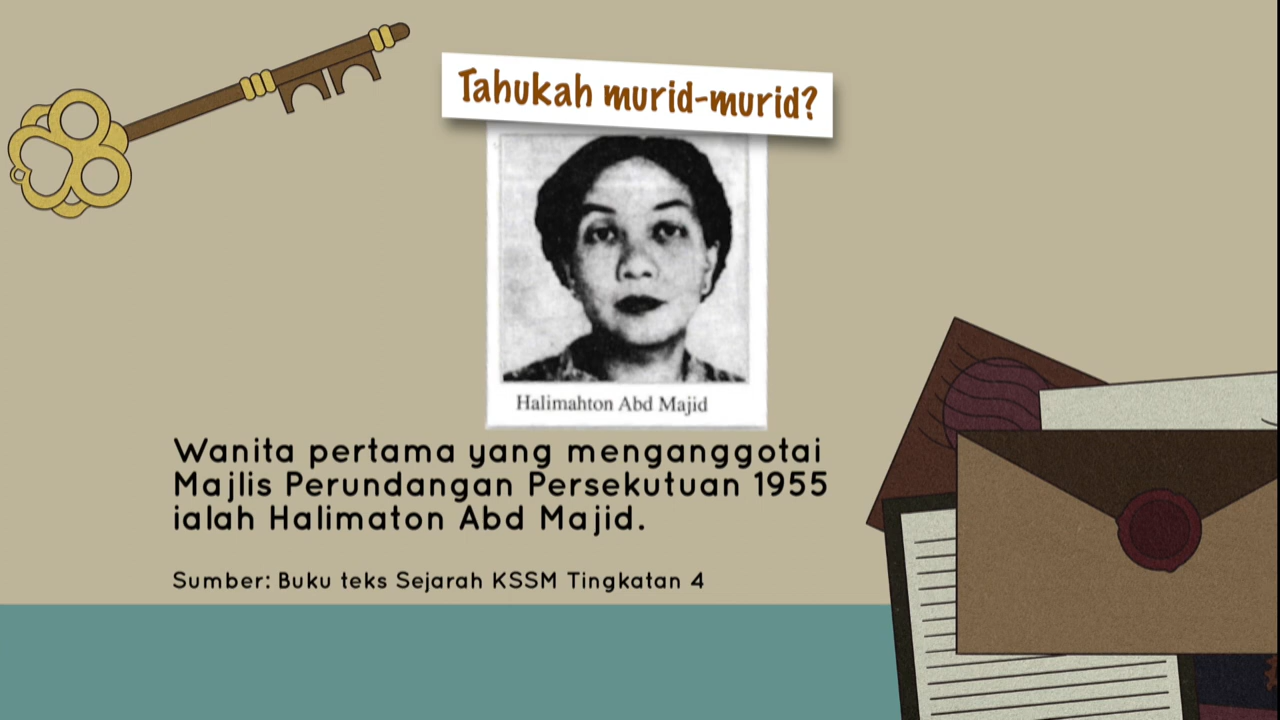 Tahukah murid-murid?
Halimahton Abd Majid
Wanita pertama yang menganggotai
Majlis Perundangan Persekutuan 1955
ialah Halimaton Abd Majid.
Sumber: Buku teks Sejarah KSSM Tingkatan 4